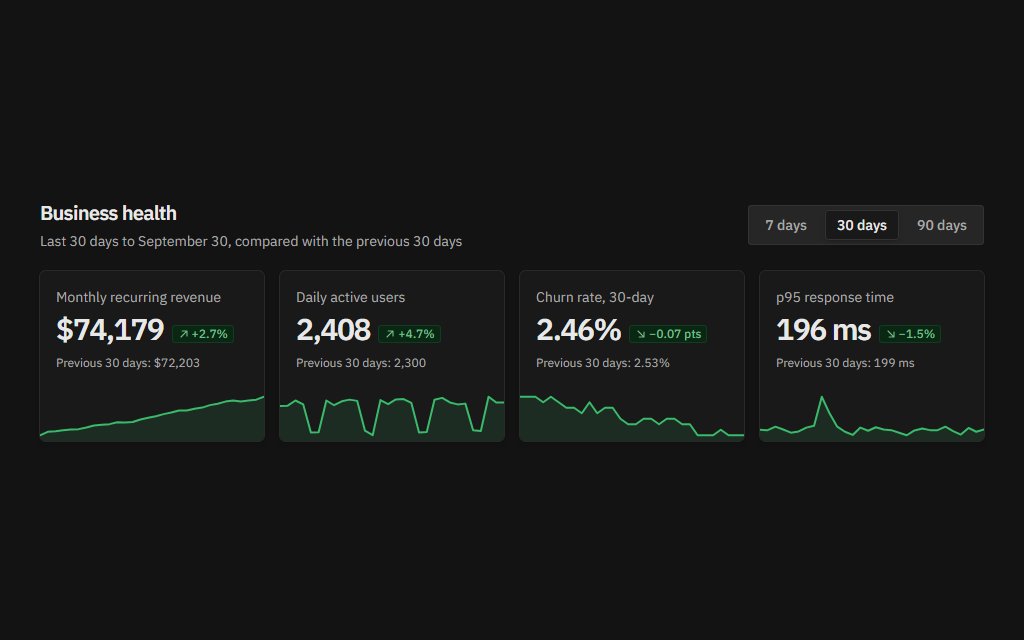 Business health
Last 30 days to September 30, compared with the previous 30 days
7 days
30 days
90 days
Monthly recurring revenue
$74,179 ↗ +2.7%
Previous 30 days: $72,203
Daily active users
2,408 ↗ +4.7%
Previous 30 days: 2,300
Churn rate, 30-day
2.46% ↘ −0.07 pts
Previous 30 days: 2.53%
p95 response time
196 ms ↘ −1.5%
Previous 30 days: 199 ms